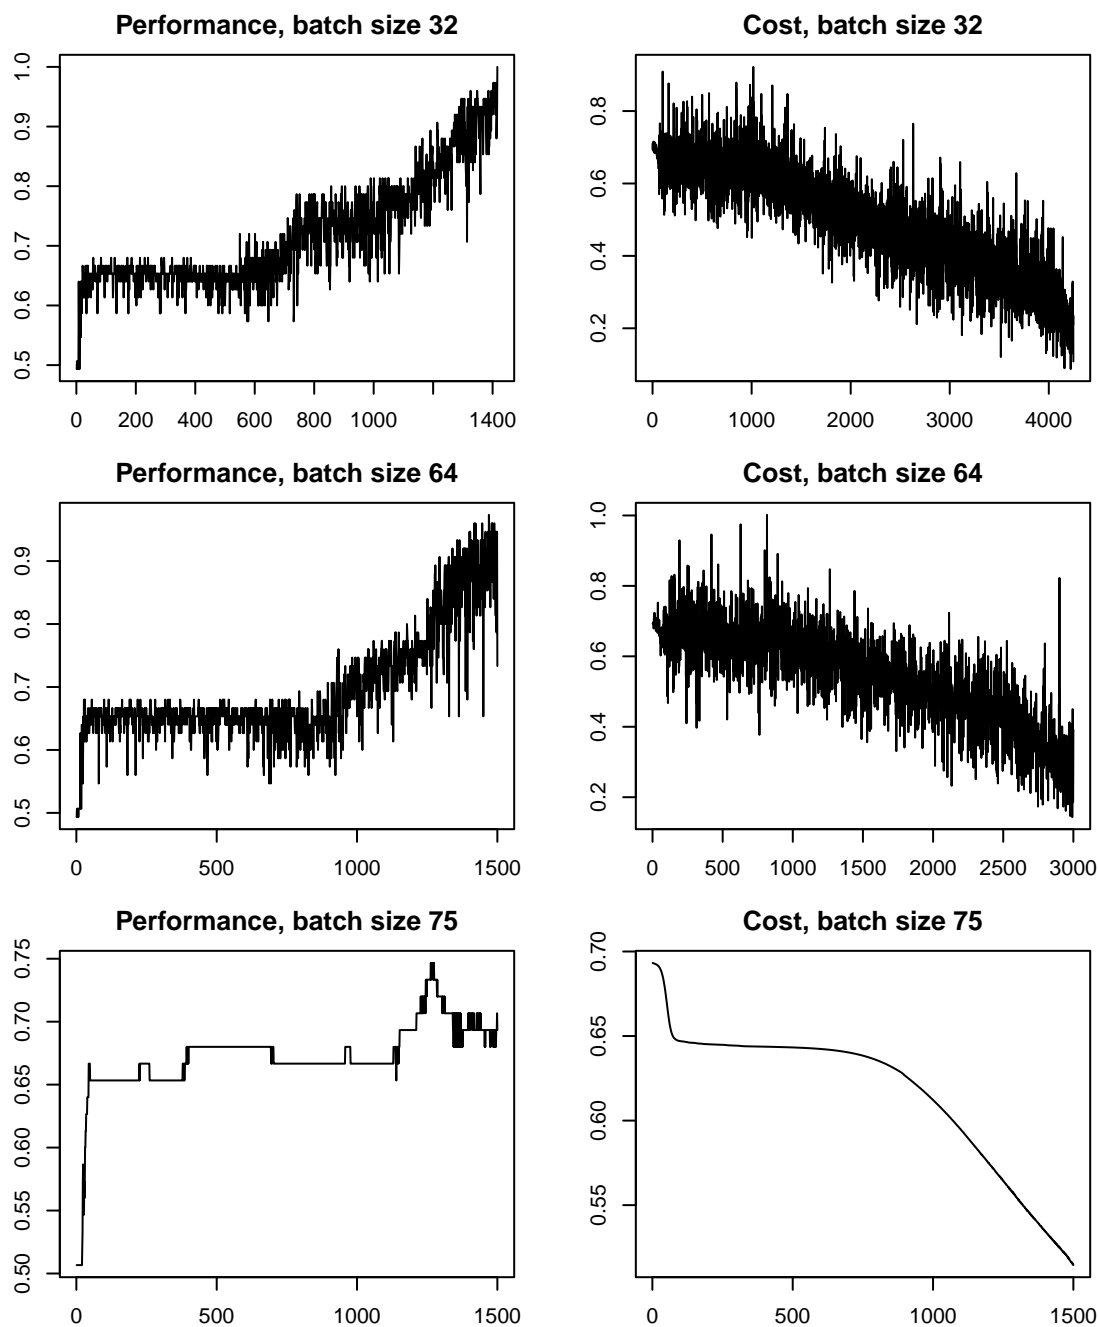 Performance, batch size 32
Cost, batch size 32
1.0
0.9
0.8
0.7
0.6
0.5
0 200 400 600 800 1000 1400
0.8
0.6
0.4
0.2
0 1000 2000 3000 4000
Performance, batch size 64
Cost, batch size 64
0.9
0.8
0.7
0.6
0.5
0 500 1000 1500
1.0
0.8
0.6
0.4
0.2
0 500 1000 1500 2000 2500 3000
Performance, batch size 75
Cost, batch size 75
0.75
0.70
0.65
0.60
0.55
0.50
0 500 1000 1500
0.70
0.65
0.60
0.55
0 500 1000 1500